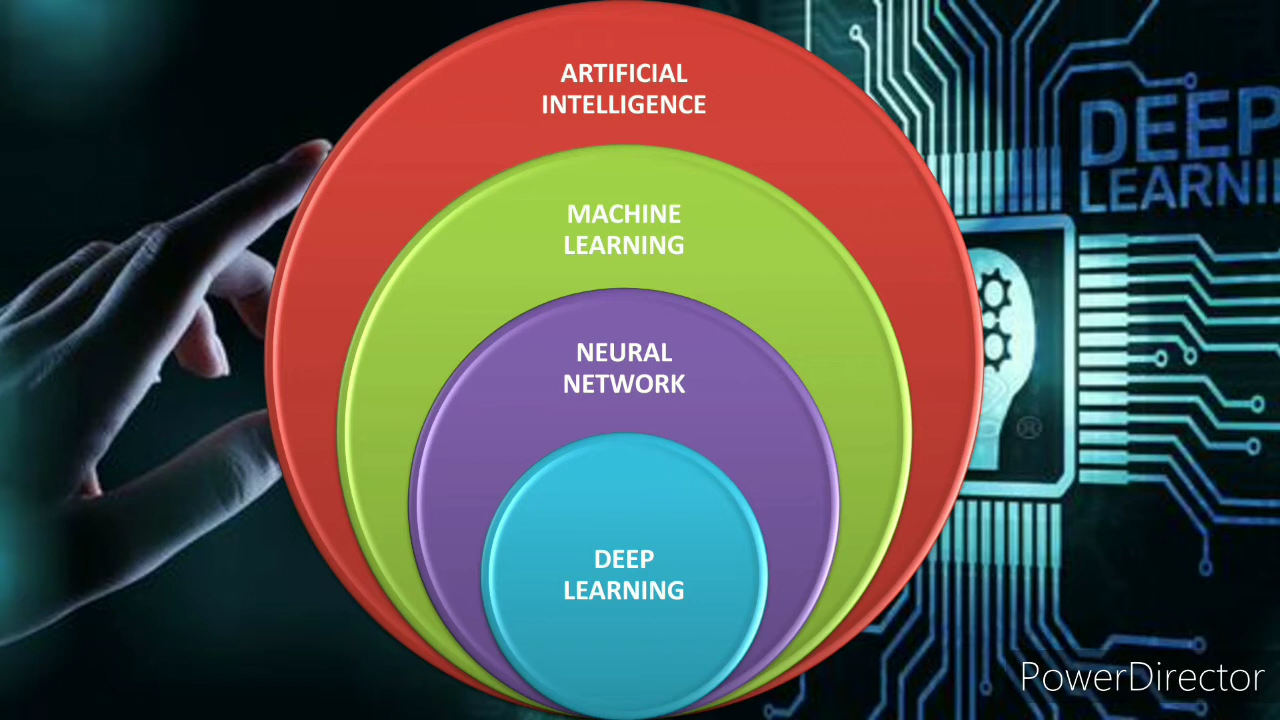 ARTIFICIAL
INTELLIGENCE
MACHINE
LEARNING
NEURAL
NETWORK
DEEP
LEARNING
DEEP
LEARNI
PowerDirector